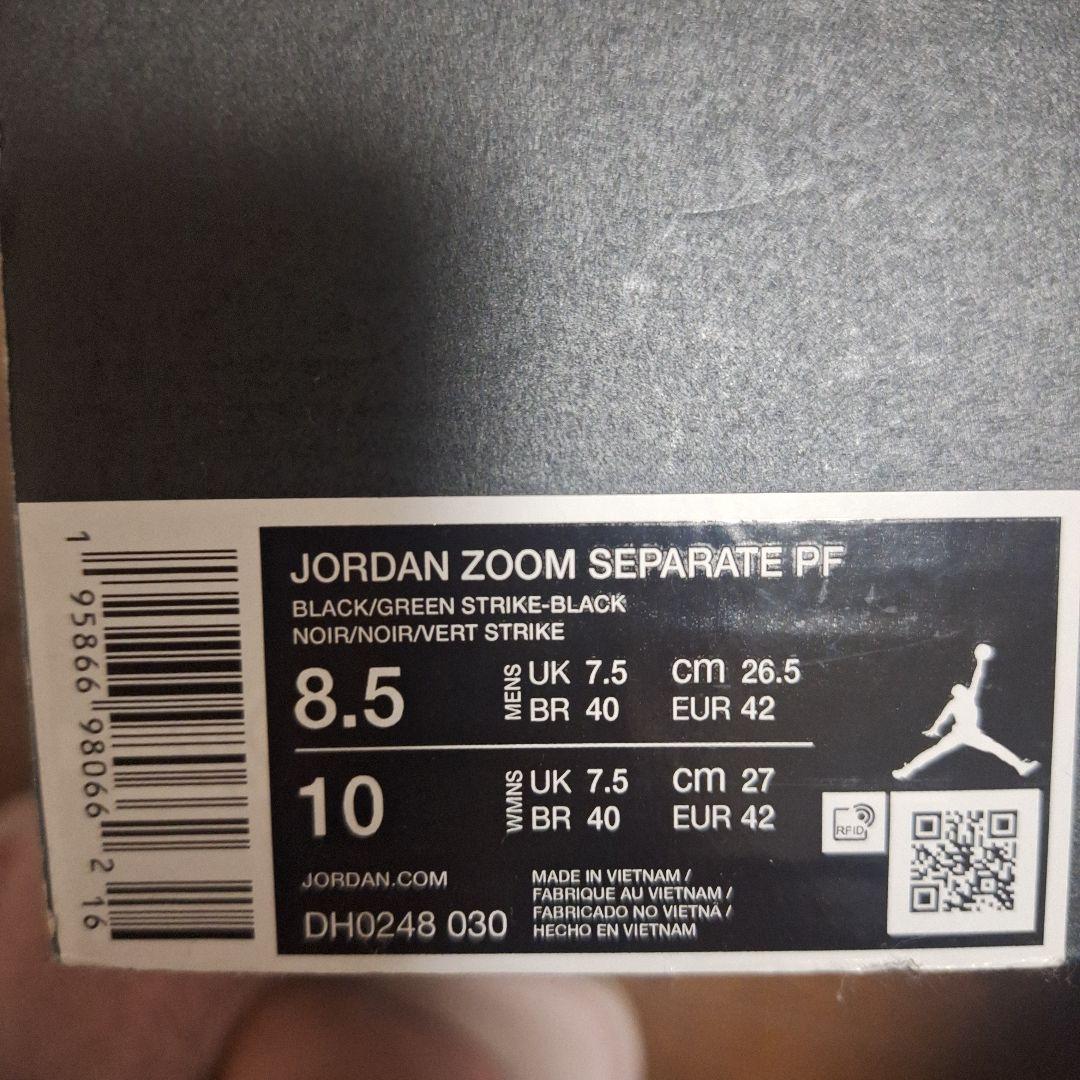 JORDAN ZOOM SEPARATE PF
BLACK/GREEN STRIKE-BLACK
NOIR/NOIR/VERT STRIKE
8.5
MENS
UK 7.5 cm 26.5
BR 40 EUR 42
10
WMNS
UK 7.5 cm 27
BR 40 EUR 42
JORDAN.COM
DH0248 030
MADE IN VIETNAM /
FABRIQUE AU VIETNAM /
FABRICADO NO VIETNÃ /
HECHO EN VIETNAM
RFID
1 95866 98066 2 16